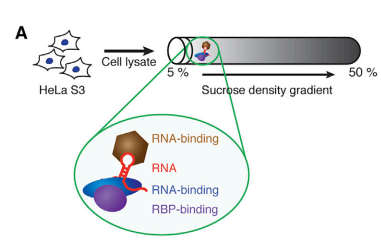 A
Cell lysate
HeLa S3
5 %
50 %
Sucrose density gradient
RNA-binding
RNA
RNA-binding
RBP-binding